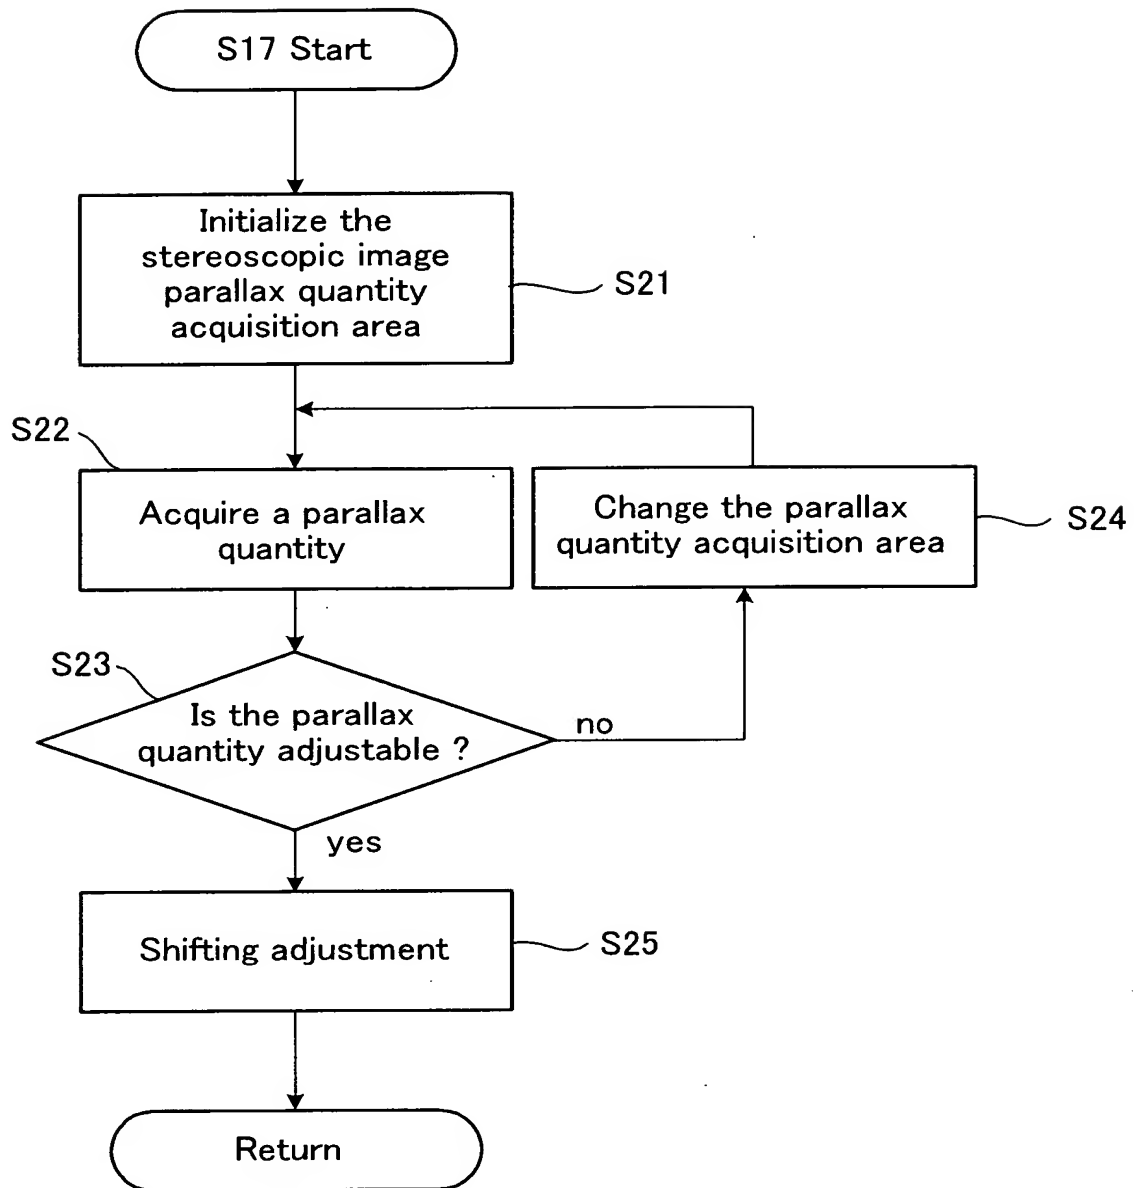 S17 Start
Initialize the
stereoscopic image
parallax quantity
acquisition area
S21
S22
Acquire a parallax
quantity
Change the parallax
quantity acquisition area
S24
S23
Is the parallax
quantity adjustable ?
no
yes
Shifting adjustment
S25
Return